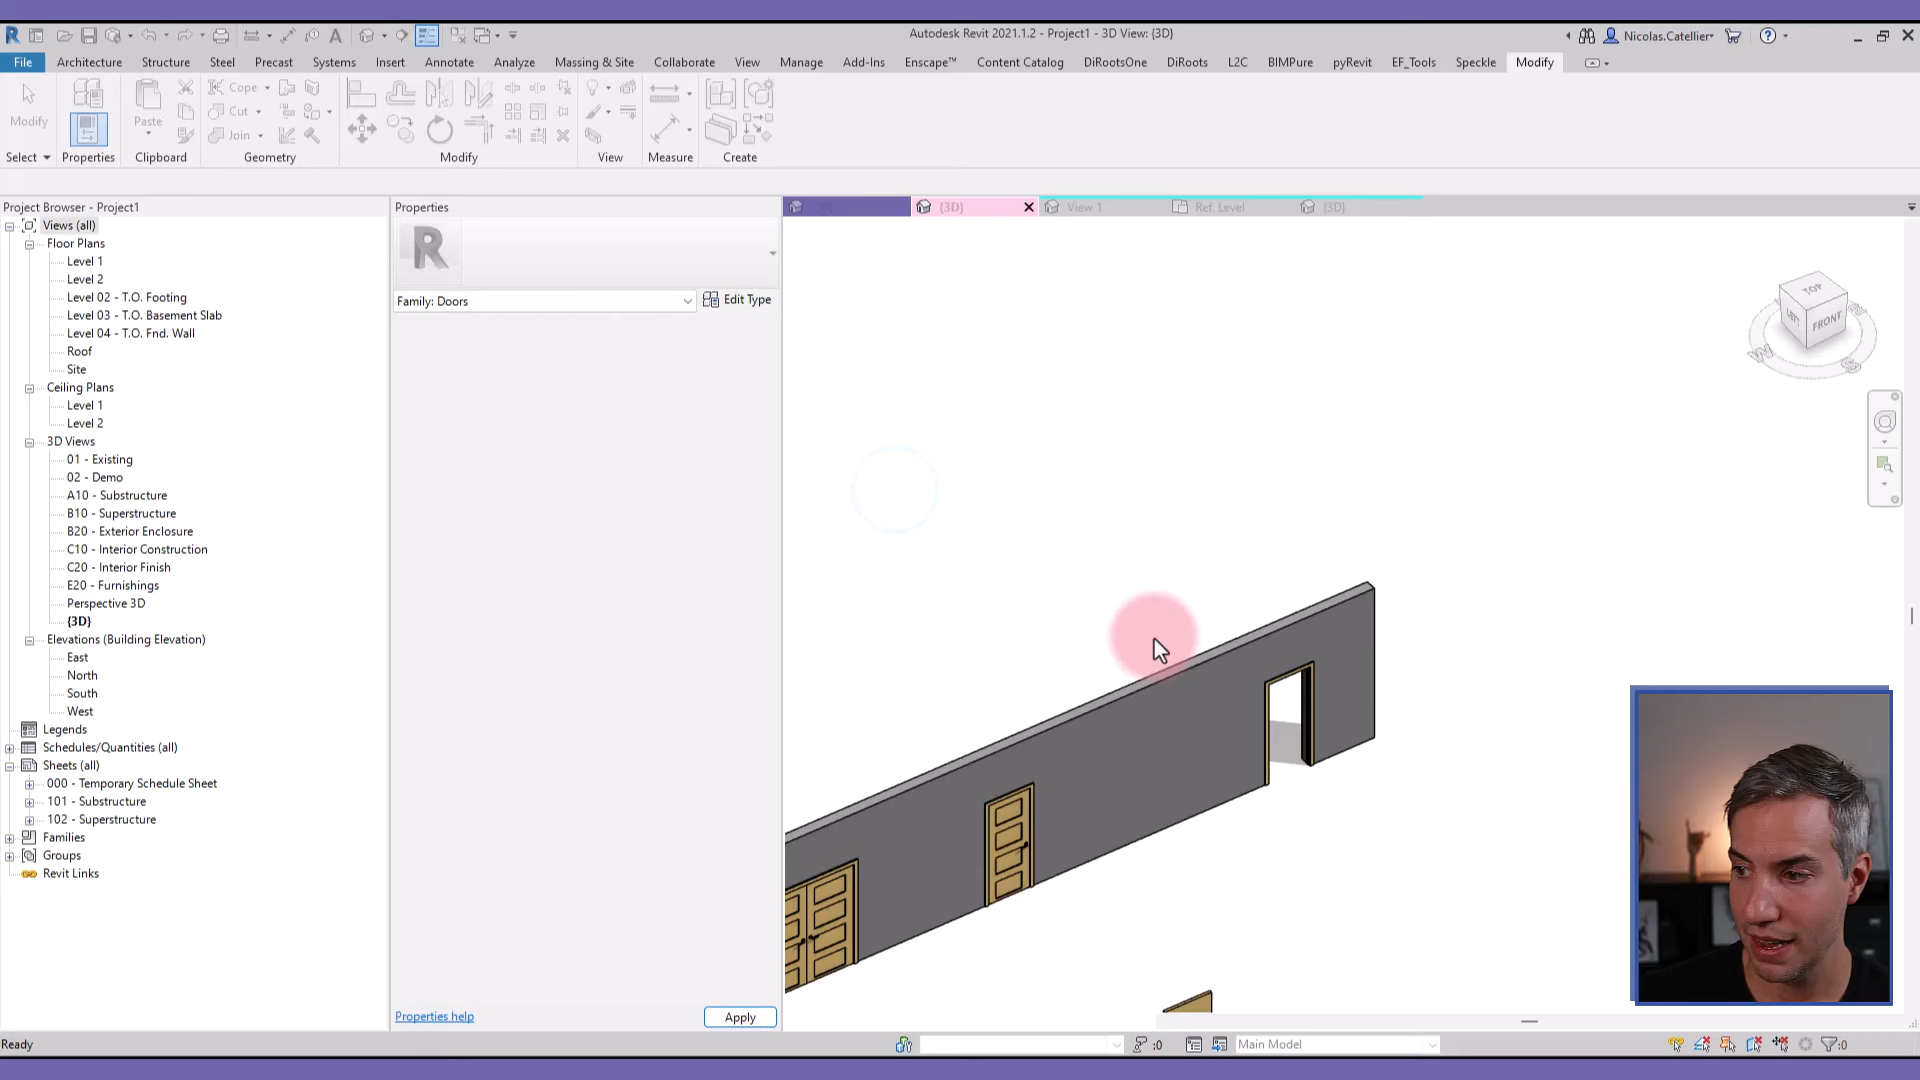 Autodesk Revit 2021.1.2 - Project1 - 3D View: {3D}
Nicolas.Catellier
File Architecture Structure Steel Precast Systems Insert Annotate Analyze Massing & Site Collaborate View Manage Add-Ins Enscape™ Content Catalog DiRootsOne DiRoots L2C BIMPure pyRevit EF_Tools Speckle Modify
Modify
Paste
Cope
Cut
Join
Select Properties Clipboard Geometry Modify View Measure Create
Project Browser - Project1
Views (all)
Floor Plans
Level 1
Level 2
Level 02 - T.O. Footing
Level 03 - T.O. Basement Slab
Level 04 - T.O. Fnd. Wall
Roof
Site
Ceiling Plans
Level 1
Level 2
3D Views
01 - Existing
02 - Demo
A10 - Substructure
B10 - Superstructure
B20 - Exterior Enclosure
C10 - Interior Construction
C20 - Interior Finish
E20 - Furnishings
Perspective 3D
{3D}
Elevations (Building Elevation)
East
North
South
West
Legends
Schedules/Quantities (all)
Sheets (all)
000 - Temporary Schedule Sheet
101 - Substructure
102 - Superstructure
Families
Groups
Revit Links
Properties
R
Family: Doors
Edit Type
Properties help
Apply
{3D}
View 1
Ref. Level
{3D}
TOP
LEFT
FRONT
W
S
Ready
:0
Main Model
:0